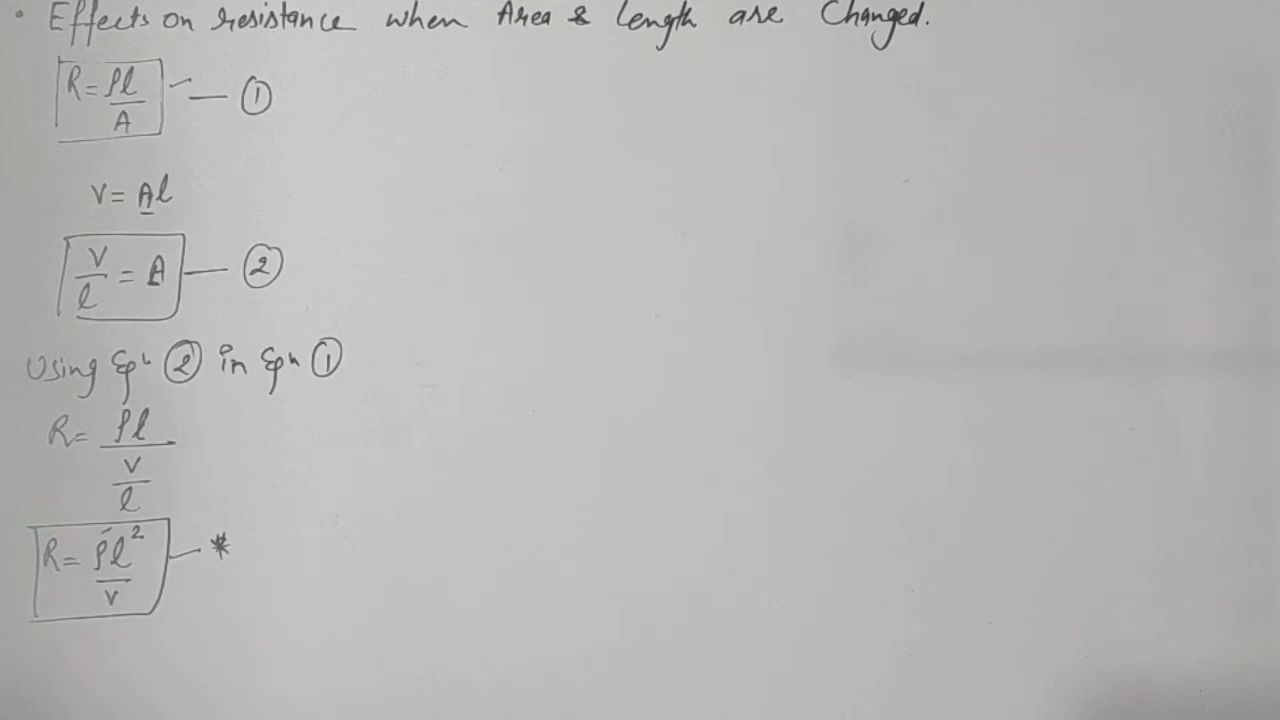 • Effects on resistance when Area & length are Changed.
R = ρl/A — ①
V = Al
V/l = A — ②
Using Eqn ② in Eqn ①
R = ρl/(V/l)
R = ρl²/V — *